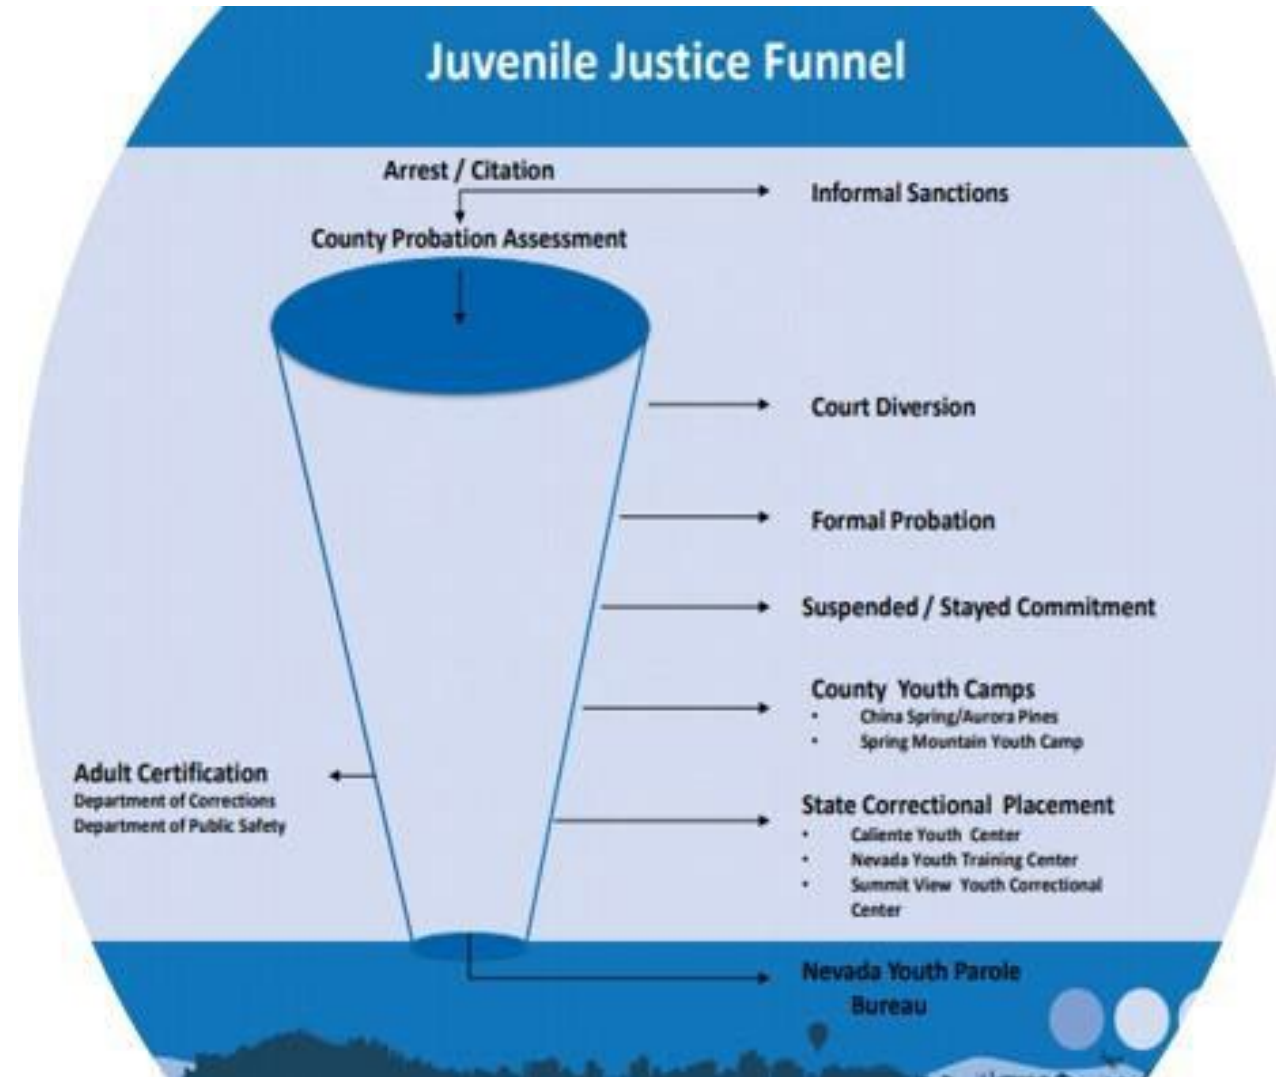 Juvenile Justice Funnel
Arrest / Citation
Informal Sanctions
County Probation Assessment
Court Diversion
Formal Probation
Suspended / Stayed Commitment
County Youth Camps
• China Spring/Aurora Pines
• Spring Mountain Youth Camp
Adult Certification
Department of Corrections
Department of Public Safety
State Correctional Placement
• Caliente Youth Center
• Nevada Youth Training Center
• Summit View Youth Correctional
Center
Nevada Youth Parole
Bureau